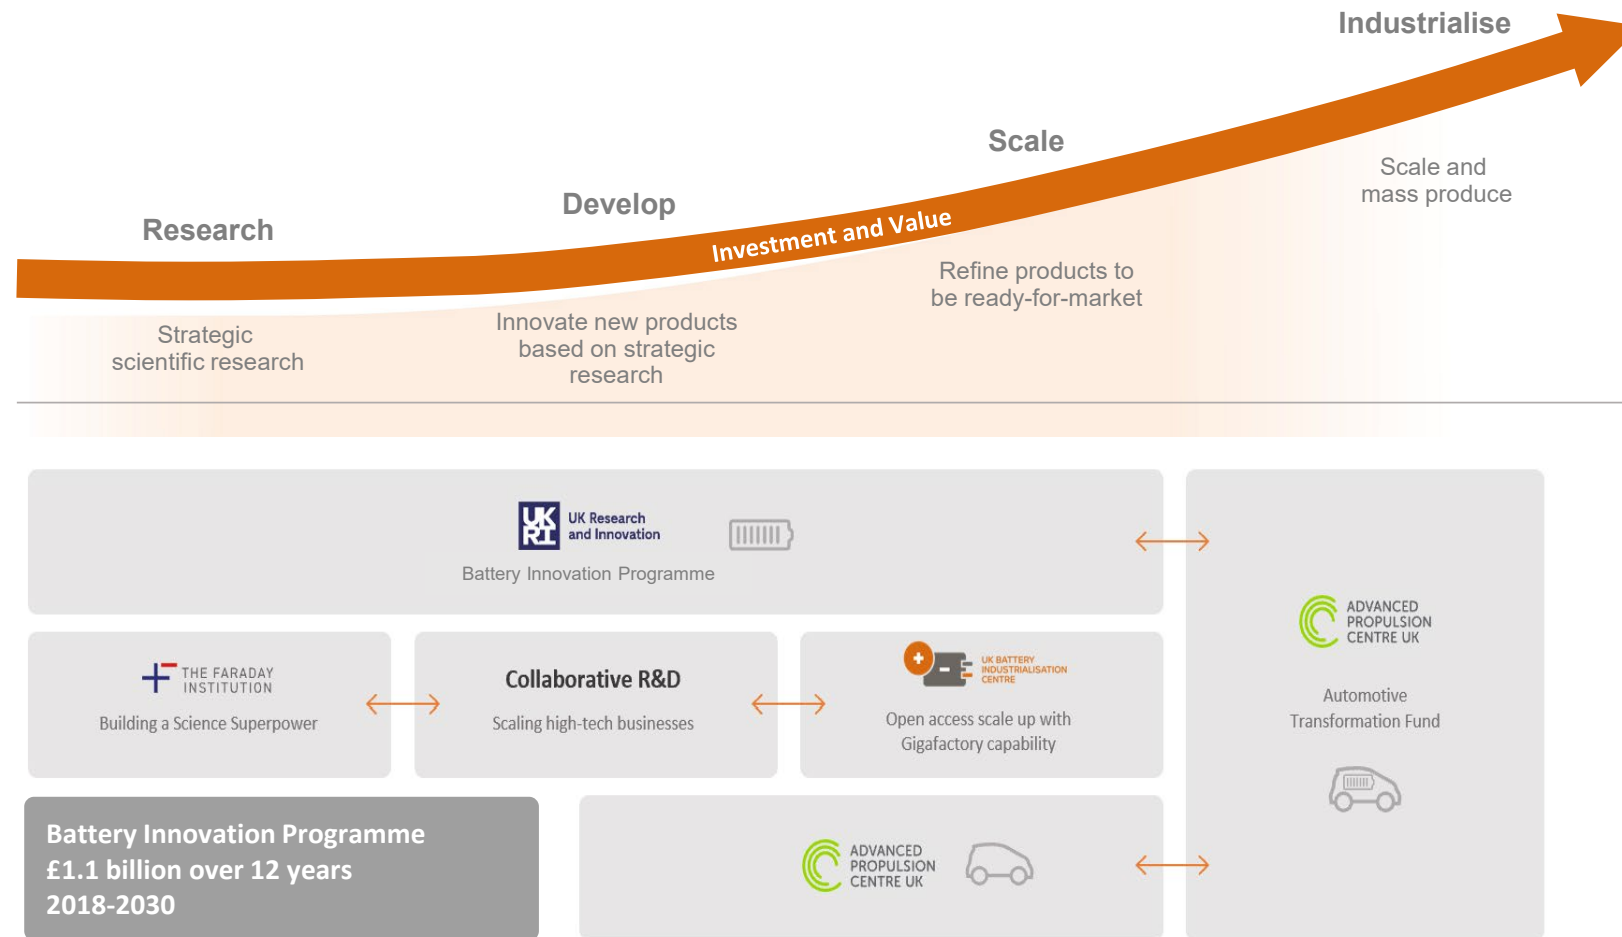 Industrialise
Scale
Scale and
mass produce
Develop
Research
Investment and Value
Refine products to
be ready-for-market
Innovate new products
based on strategic
research
Strategic
scientific research
UK
RI
UK Research
and Innovation
Battery Innovation Programme
THE FARADAY
INSTITUTION
Building a Science Superpower
Collaborative R&D
Scaling high-tech businesses
UK BATTERY
INDUSTRIALISATION
CENTRE
Open access scale up with
Gigafactory capability
ADVANCED
PROPULSION
CENTRE UK
Automotive
Transformation Fund
Battery Innovation Programme
£1.1 billion over 12 years
2018-2030
ADVANCED
PROPULSION
CENTRE UK